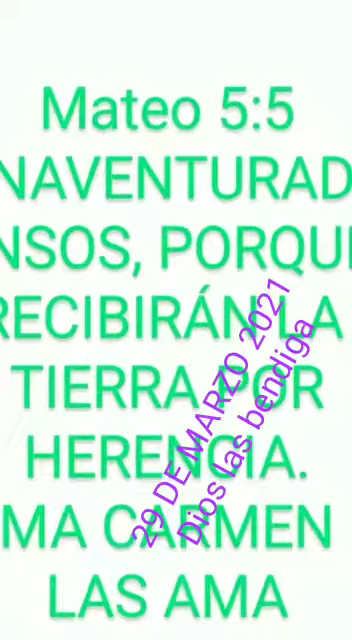 Mateo 5:5
NAVENTURAD
NSOS, PORQU
RECIBIRÁN LA
TIERRA POR
HERENCIA.
MA CARMEN
LAS AMA
29 DE MARZO 2021
Dios las bendiga